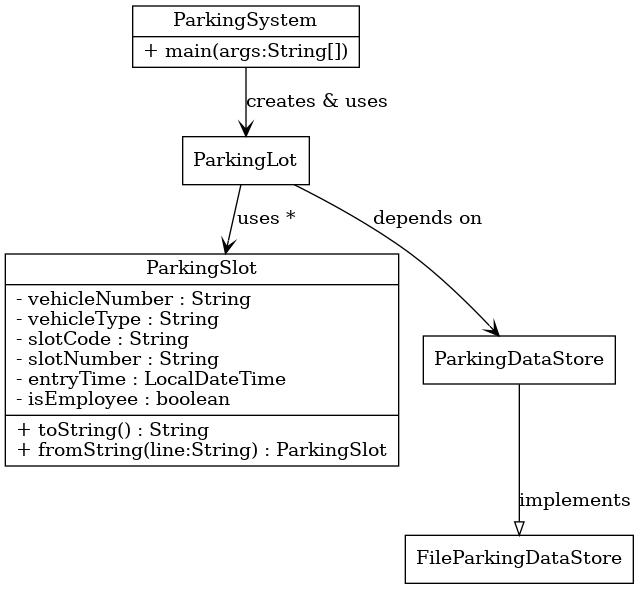 ParkingSystem
+ main(args:String[])
creates & uses
ParkingLot
uses *
depends on
ParkingSlot
- vehicleNumber : String
- vehicleType : String
- slotCode : String
- slotNumber : String
- entryTime : LocalDateTime
- isEmployee : boolean
+ toString() : String
+ fromString(line:String) : ParkingSlot
ParkingDataStore
implements
FileParkingDataStore